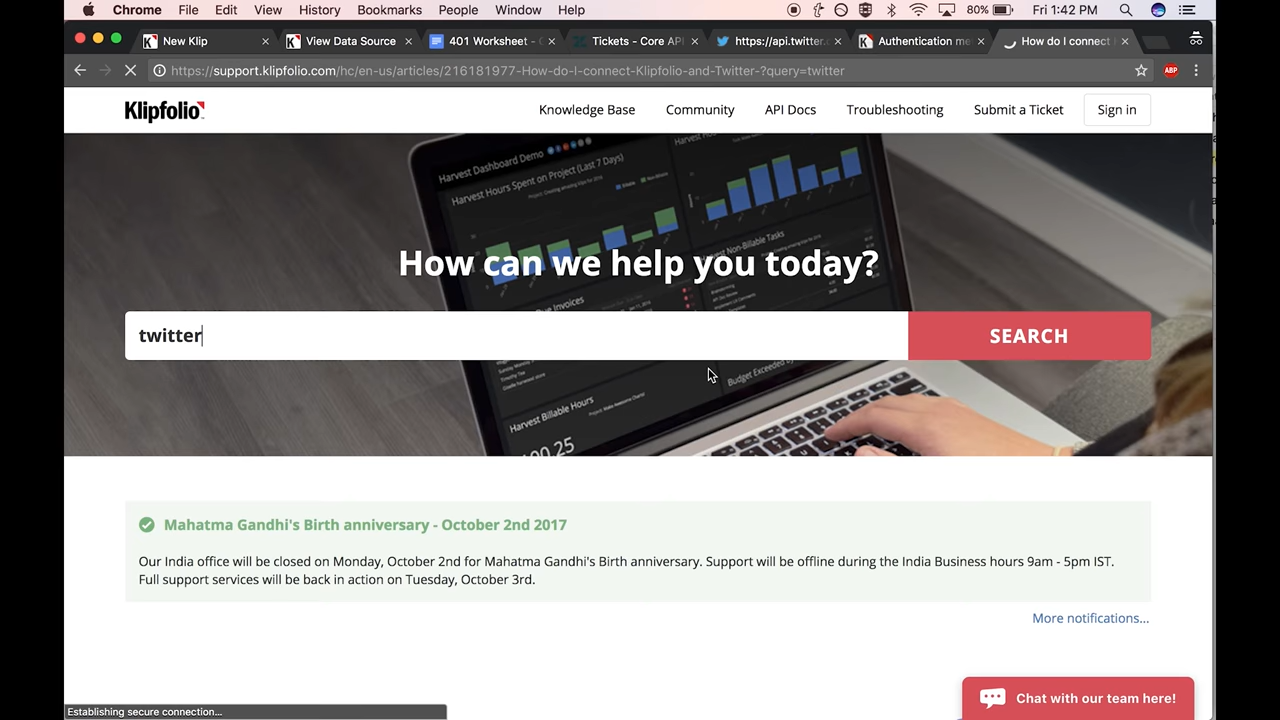 Chrome File Edit View History Bookmarks People Window Help 80% Fri 1:42 PM
New Klip View Data Source 401 Worksheet - Tickets - Core API https://api.twitter.c Authentication me How do I connect
https://support.klipfolio.com/hc/en-us/articles/216181977-How-do-I-connect-Klipfolio-and-Twitter-?query=twitter ABP
Klipfolio Knowledge Base Community API Docs Troubleshooting Submit a Ticket Sign in
Harvest Dashboard Demo
Harvest Hours Spent on Project (Last 7 Days)
How can we help you today?
Harvest Non-Billable Tasks
Due Invoices
twitter SEARCH
Budget Exceeded by
Harvest Billable Hours
00.25
Mahatma Gandhi's Birth anniversary - October 2nd 2017
Our India office will be closed on Monday, October 2nd for Mahatma Gandhi's Birth anniversary. Support will be offline during the India Business hours 9am - 5pm IST.
Full support services will be back in action on Tuesday, October 3rd.
More notifications...
Chat with our team here!
Establishing secure connection...